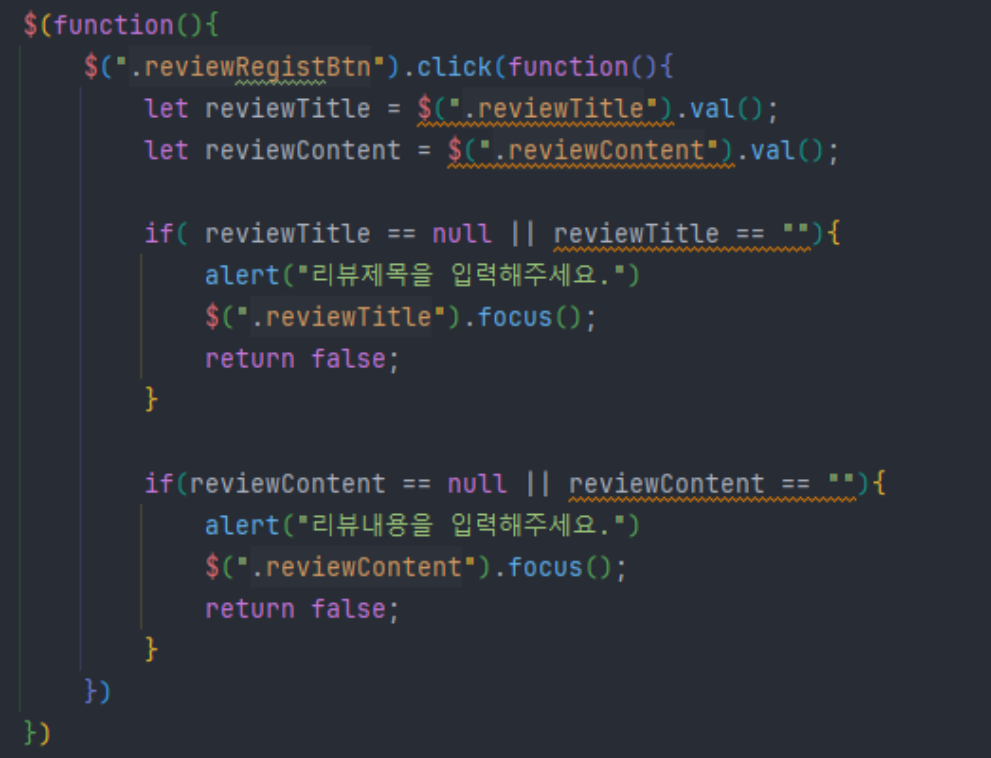 $(function(){
$(".reviewRegistBtn").click(function(){
let reviewTitle = $(".reviewTitle").val();
let reviewContent = $(".reviewContent").val();
if( reviewTitle == null || reviewTitle == ""){
alert("리뷰제목을 입력해주세요.")
$(".reviewTitle").focus();
return false;
}
if(reviewContent == null || reviewContent == ""){
alert("리뷰내용을 입력해주세요.")
$(".reviewContent").focus();
return false;
}
})
})